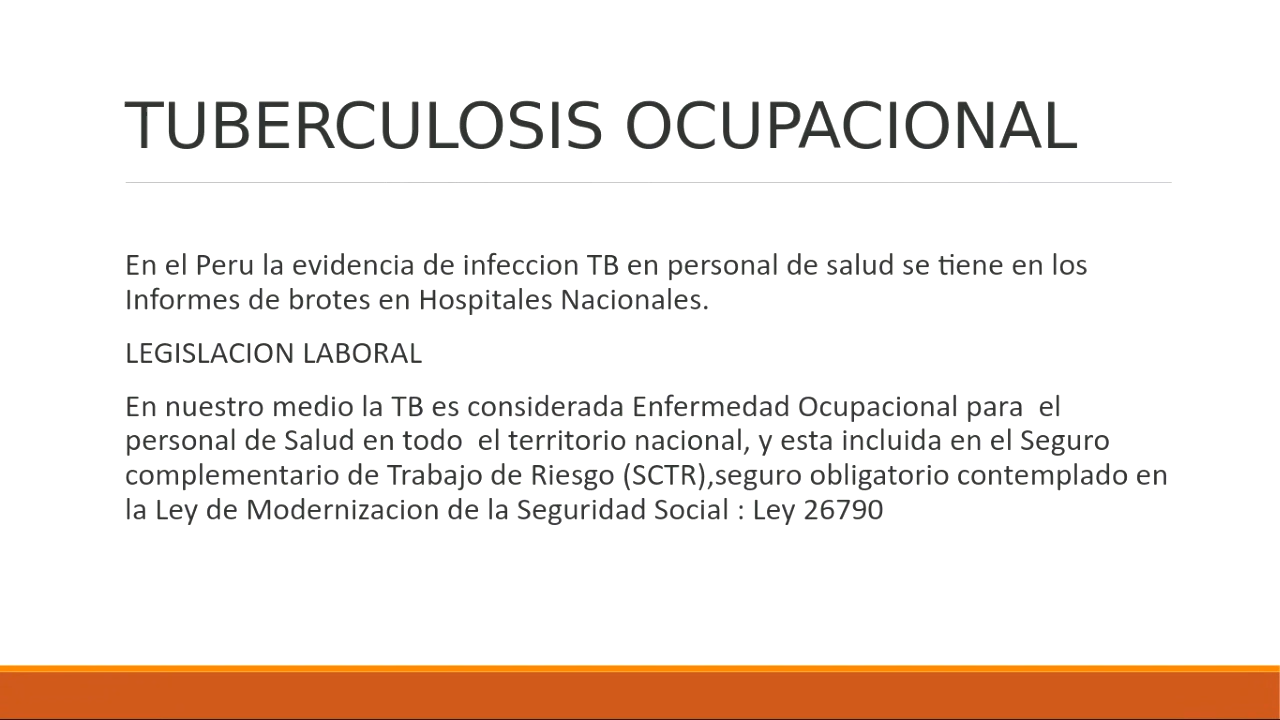 TUBERCULOSIS OCUPACIONAL
En el Peru la evidencia de infeccion TB en personal de salud se tiene en los
Informes de brotes en Hospitales Nacionales.
LEGISLACION LABORAL
En nuestro medio la TB es considerada Enfermedad Ocupacional para  el
personal de Salud en todo  el territorio nacional, y esta incluida en el Seguro
complementario de Trabajo de Riesgo (SCTR),seguro obligatorio contemplado en
la Ley de Modernizacion de la Seguridad Social : Ley 26790